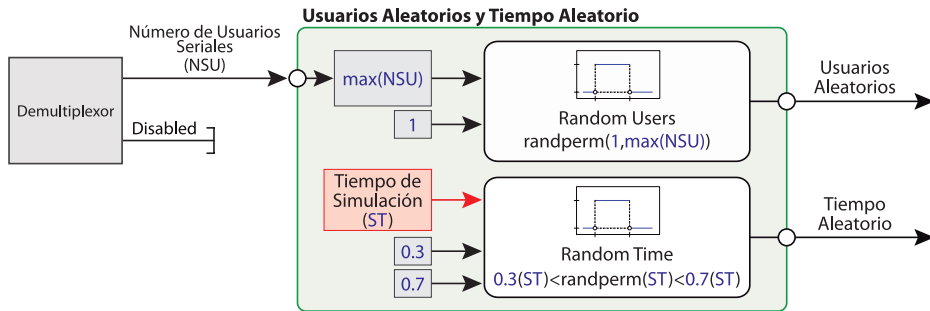 Usuarios Aleatorios y Tiempo Aleatorio
Número de Usuarios
Seriales
(NSU)
Demultiplexor
Disabled
max(NSU)
1
Random Users
randperm(1,max(NSU))
Usuarios
Aleatorios
Tiempo de
Simulación
(ST)
0.3
0.7
Random Time
0.3(ST)<randperm(ST)<0.7(ST)
Tiempo
Aleatorio